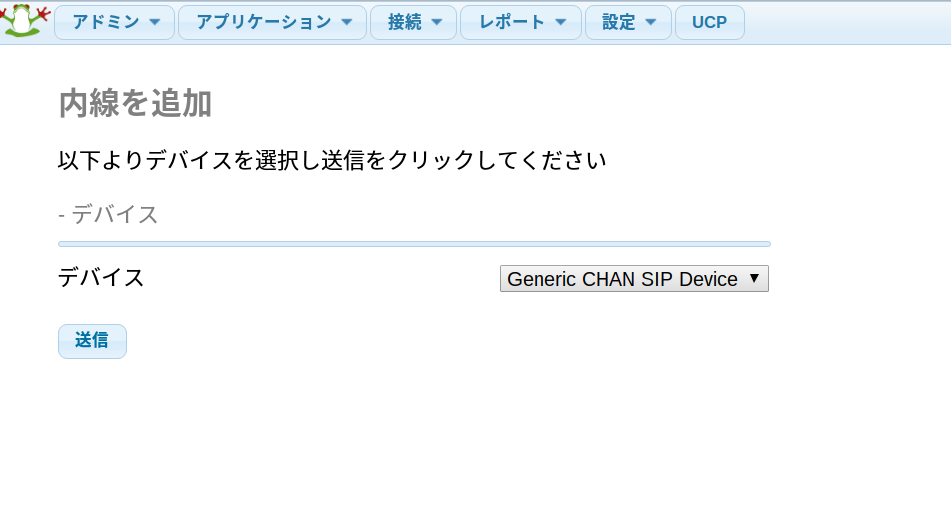 アドミン アプリケーション 接続 レポート 設定 UCP
内線を追加
以下よりデバイスを選択し送信をクリックしてください
- デバイス
デバイス Generic CHAN SIP Device
送信